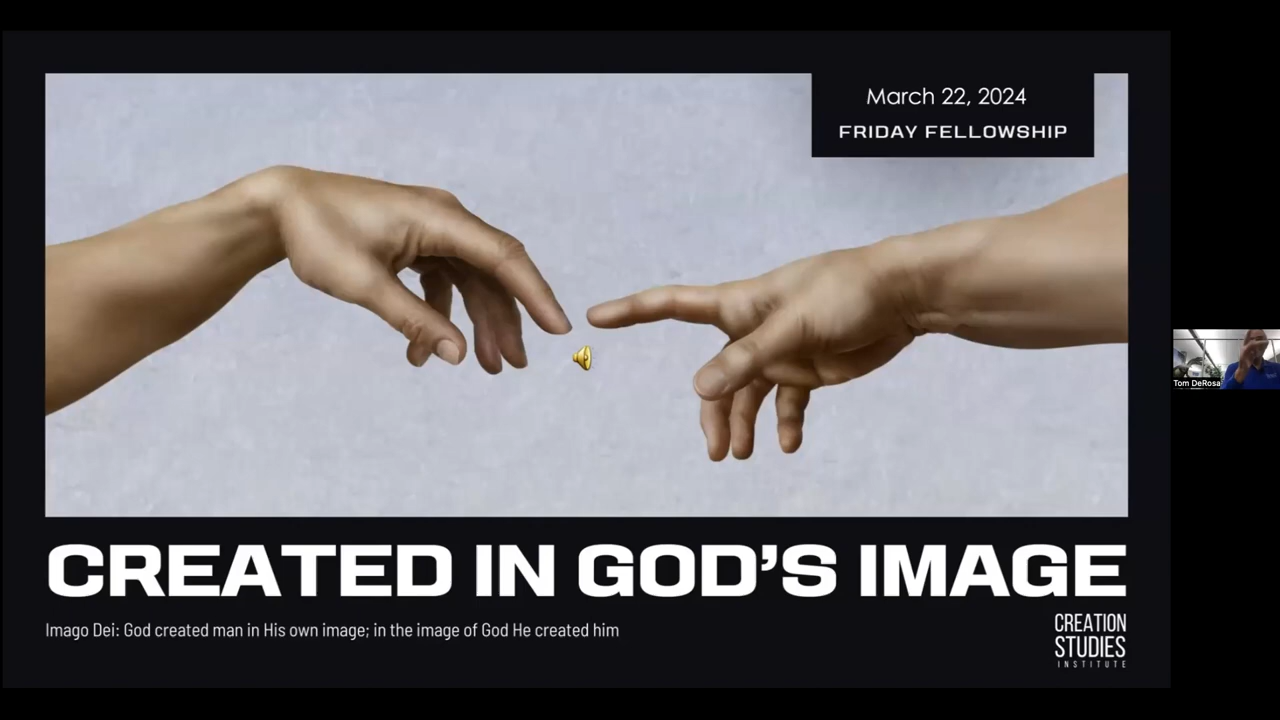 March 22, 2024
FRIDAY FELLOWSHIP
Tom DeRosa
CREATED IN GOD'S IMAGE
Imago Dei: God created man in His own image; in the image of God He created him
CREATION
STUDIES
INSTITUTE